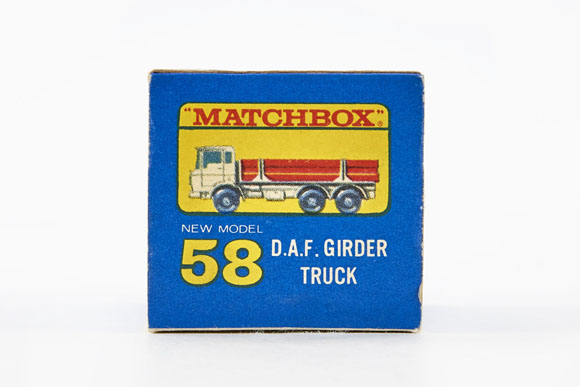 "MATCHBOX"®
NEW MODEL
58
D.A.F. GIRDER
TRUCK